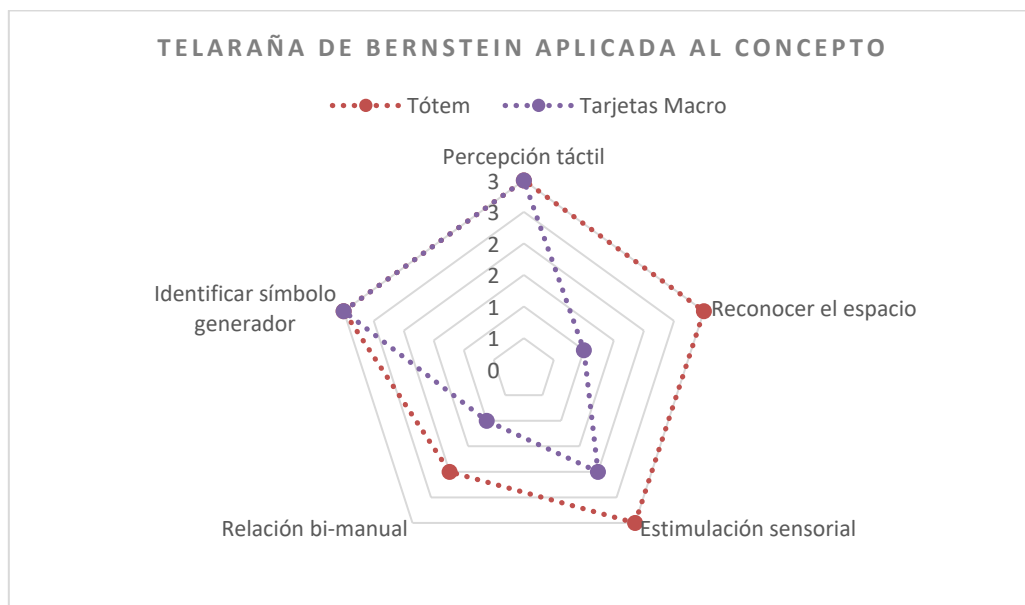 TELARAÑA DE BERNSTEIN APLICADA AL CONCEPTO
Tótem
Tarjetas Macro
Percepción táctil
3
3
2
2
1
1
0
Identificar símbolo
generador
Reconocer el espacio
Relación bi-manual
Estimulación sensorial